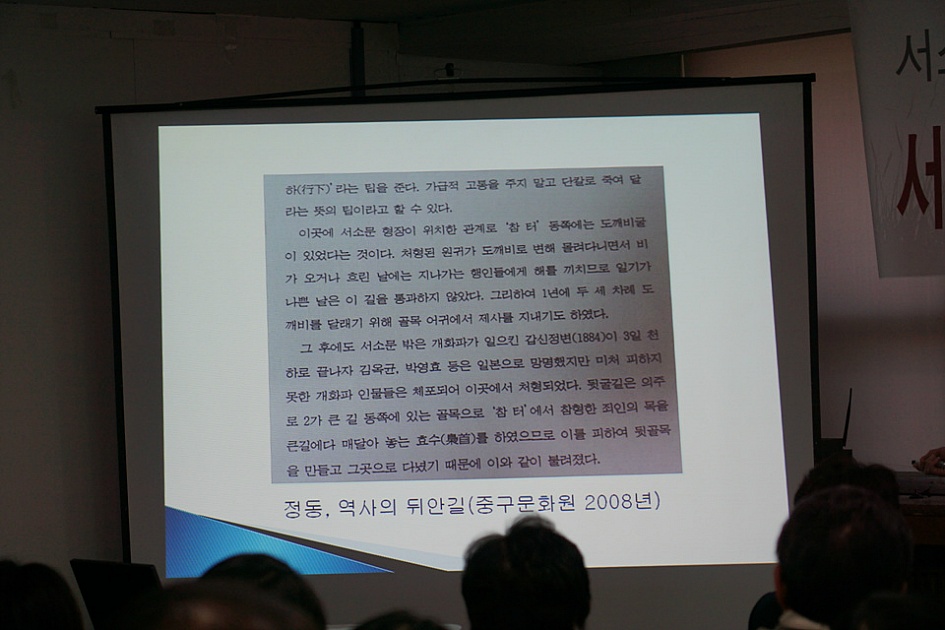 하(行下)'라는 팁을 준다. 가급적 고통을 주지 말고 단칼로 죽여 달
라는 뜻의 팁이라고 할 수 있다.
이곳에 서소문 형장이 위치한 관계로 '참 터' 동쪽에는 도깨비굴
이 있었다는 것이다. 처형된 원귀가 도깨비로 변해 몰려다니면서 비
가 오거나 흐린 날에는 지나가는 행인들에게 해를 끼치므로 일기가
나쁜 날은 이 길을 통과하지 않았다. 그리하여 1년에 두 세 차례 도
깨비를 달래기 위해 골목 어귀에서 제사를 지내기도 하였다.
그 후에도 서소문 밖은 개화파가 일으킨 갑신정변(1884)이 3일 천
하로 끝나자 김옥균, 박영효 등은 일본으로 망명했지만 미처 피하지
못한 개화파 인물들은 체포되어 이곳에서 처형되었다. 뒷굴길은 의주
로 2가 큰 길 동쪽에 있는 골목으로 '참 터'에서 참형한 죄인의 목을
큰길에다 매달아 놓는 효수(梟首)를 하였으므로 이를 피하여 뒷골목
을 만들고 그곳으로 다녔기 때문에 이와 같이 불려졌다.
정동, 역사의 뒤안길(중구문화원 2008년)
서소
서